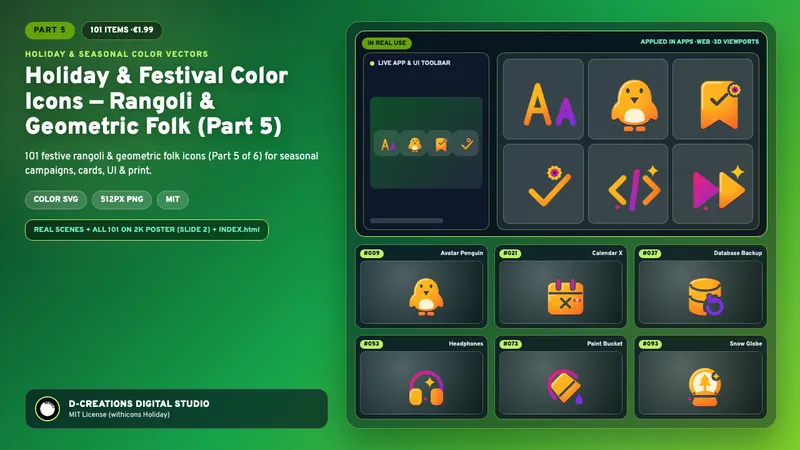 PART 5
101 ITEMS · €1.99
HOLIDAY & SEASONAL COLOR VECTORS
Holiday & Festival Color
Icons – Rangoli &
Geometric Folk (Part 5)
101 festive rangoli & geometric folk icons (Part 5 of 6) for seasonal
campaigns, cards, UI & print.
COLOR SVG
512PX PNG
MIT
REAL SCENES + ALL 101 ON 2K POSTER (SLIDE 2) + INDEX.html
D-CREATIONS DIGITAL STUDIO
MIT License (withicons Holiday)
IN REAL USE
APPLIED IN APPS · WEB · 3D VIEWPORTS
LIVE APP & UI TOOLBAR
AA
AA
#009
Avatar Penguin
#021
Calendar X
#037
Database Backup
#053
Headphones
#073
Paint Bucket
#093
Snow Globe